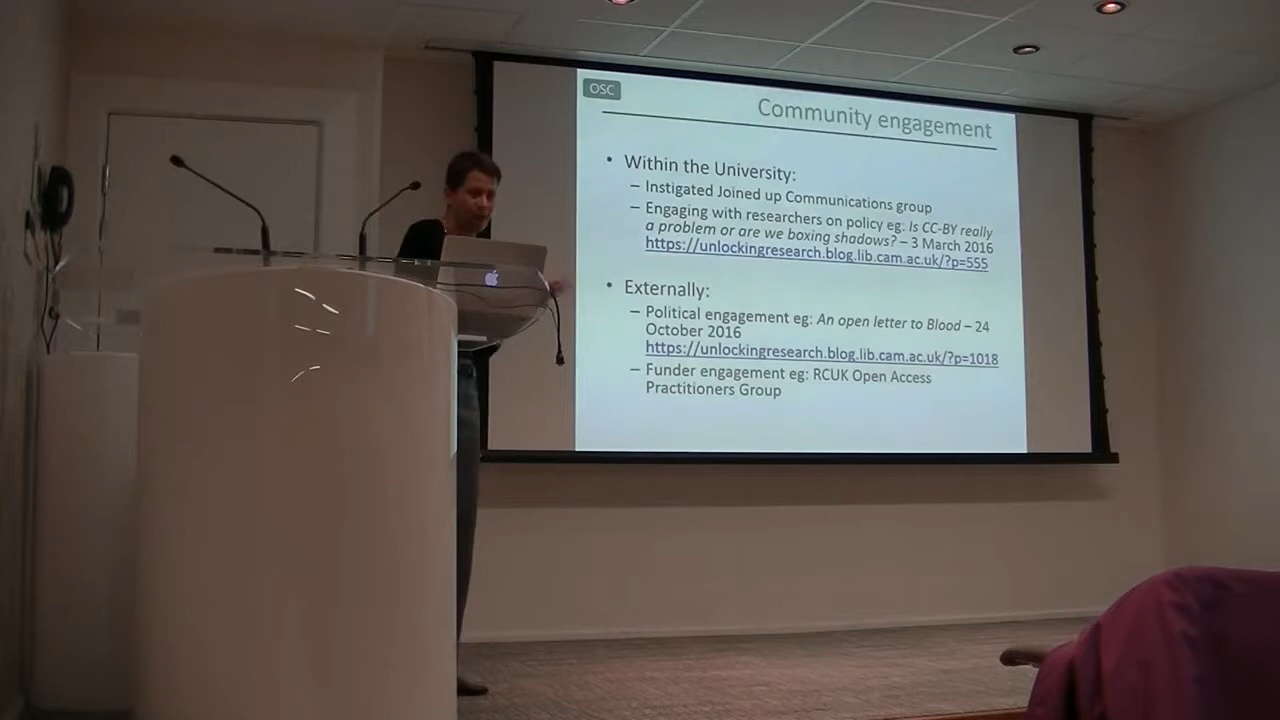 OSC
Community engagement
• Within the University:
– Instigated Joined up Communications group
– Engaging with researchers on policy eg: Is CC-BY really
a problem or are we boxing shadows? – 3 March 2016
https://unlockingresearch.blog.lib.cam.ac.uk/?p=555
• Externally:
– Political engagement eg: An open letter to Blood – 24
October 2016
https://unlockingresearch.blog.lib.cam.ac.uk/?p=1018
– Funder engagement eg: RCUK Open Access
Practitioners Group